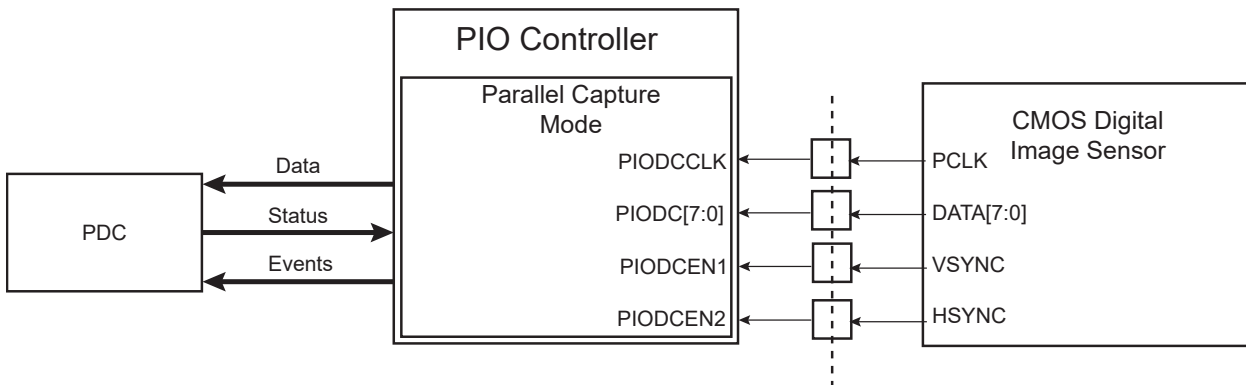 PIO Controller
Parallel Capture
Mode
CMOS Digital
Image Sensor
PDC
Data
Status
Events
PIODCCLK
PIODC[7:0]
PIODCEN1
PIODCEN2
PCLK
DATA[7:0]
VSYNC
HSYNC